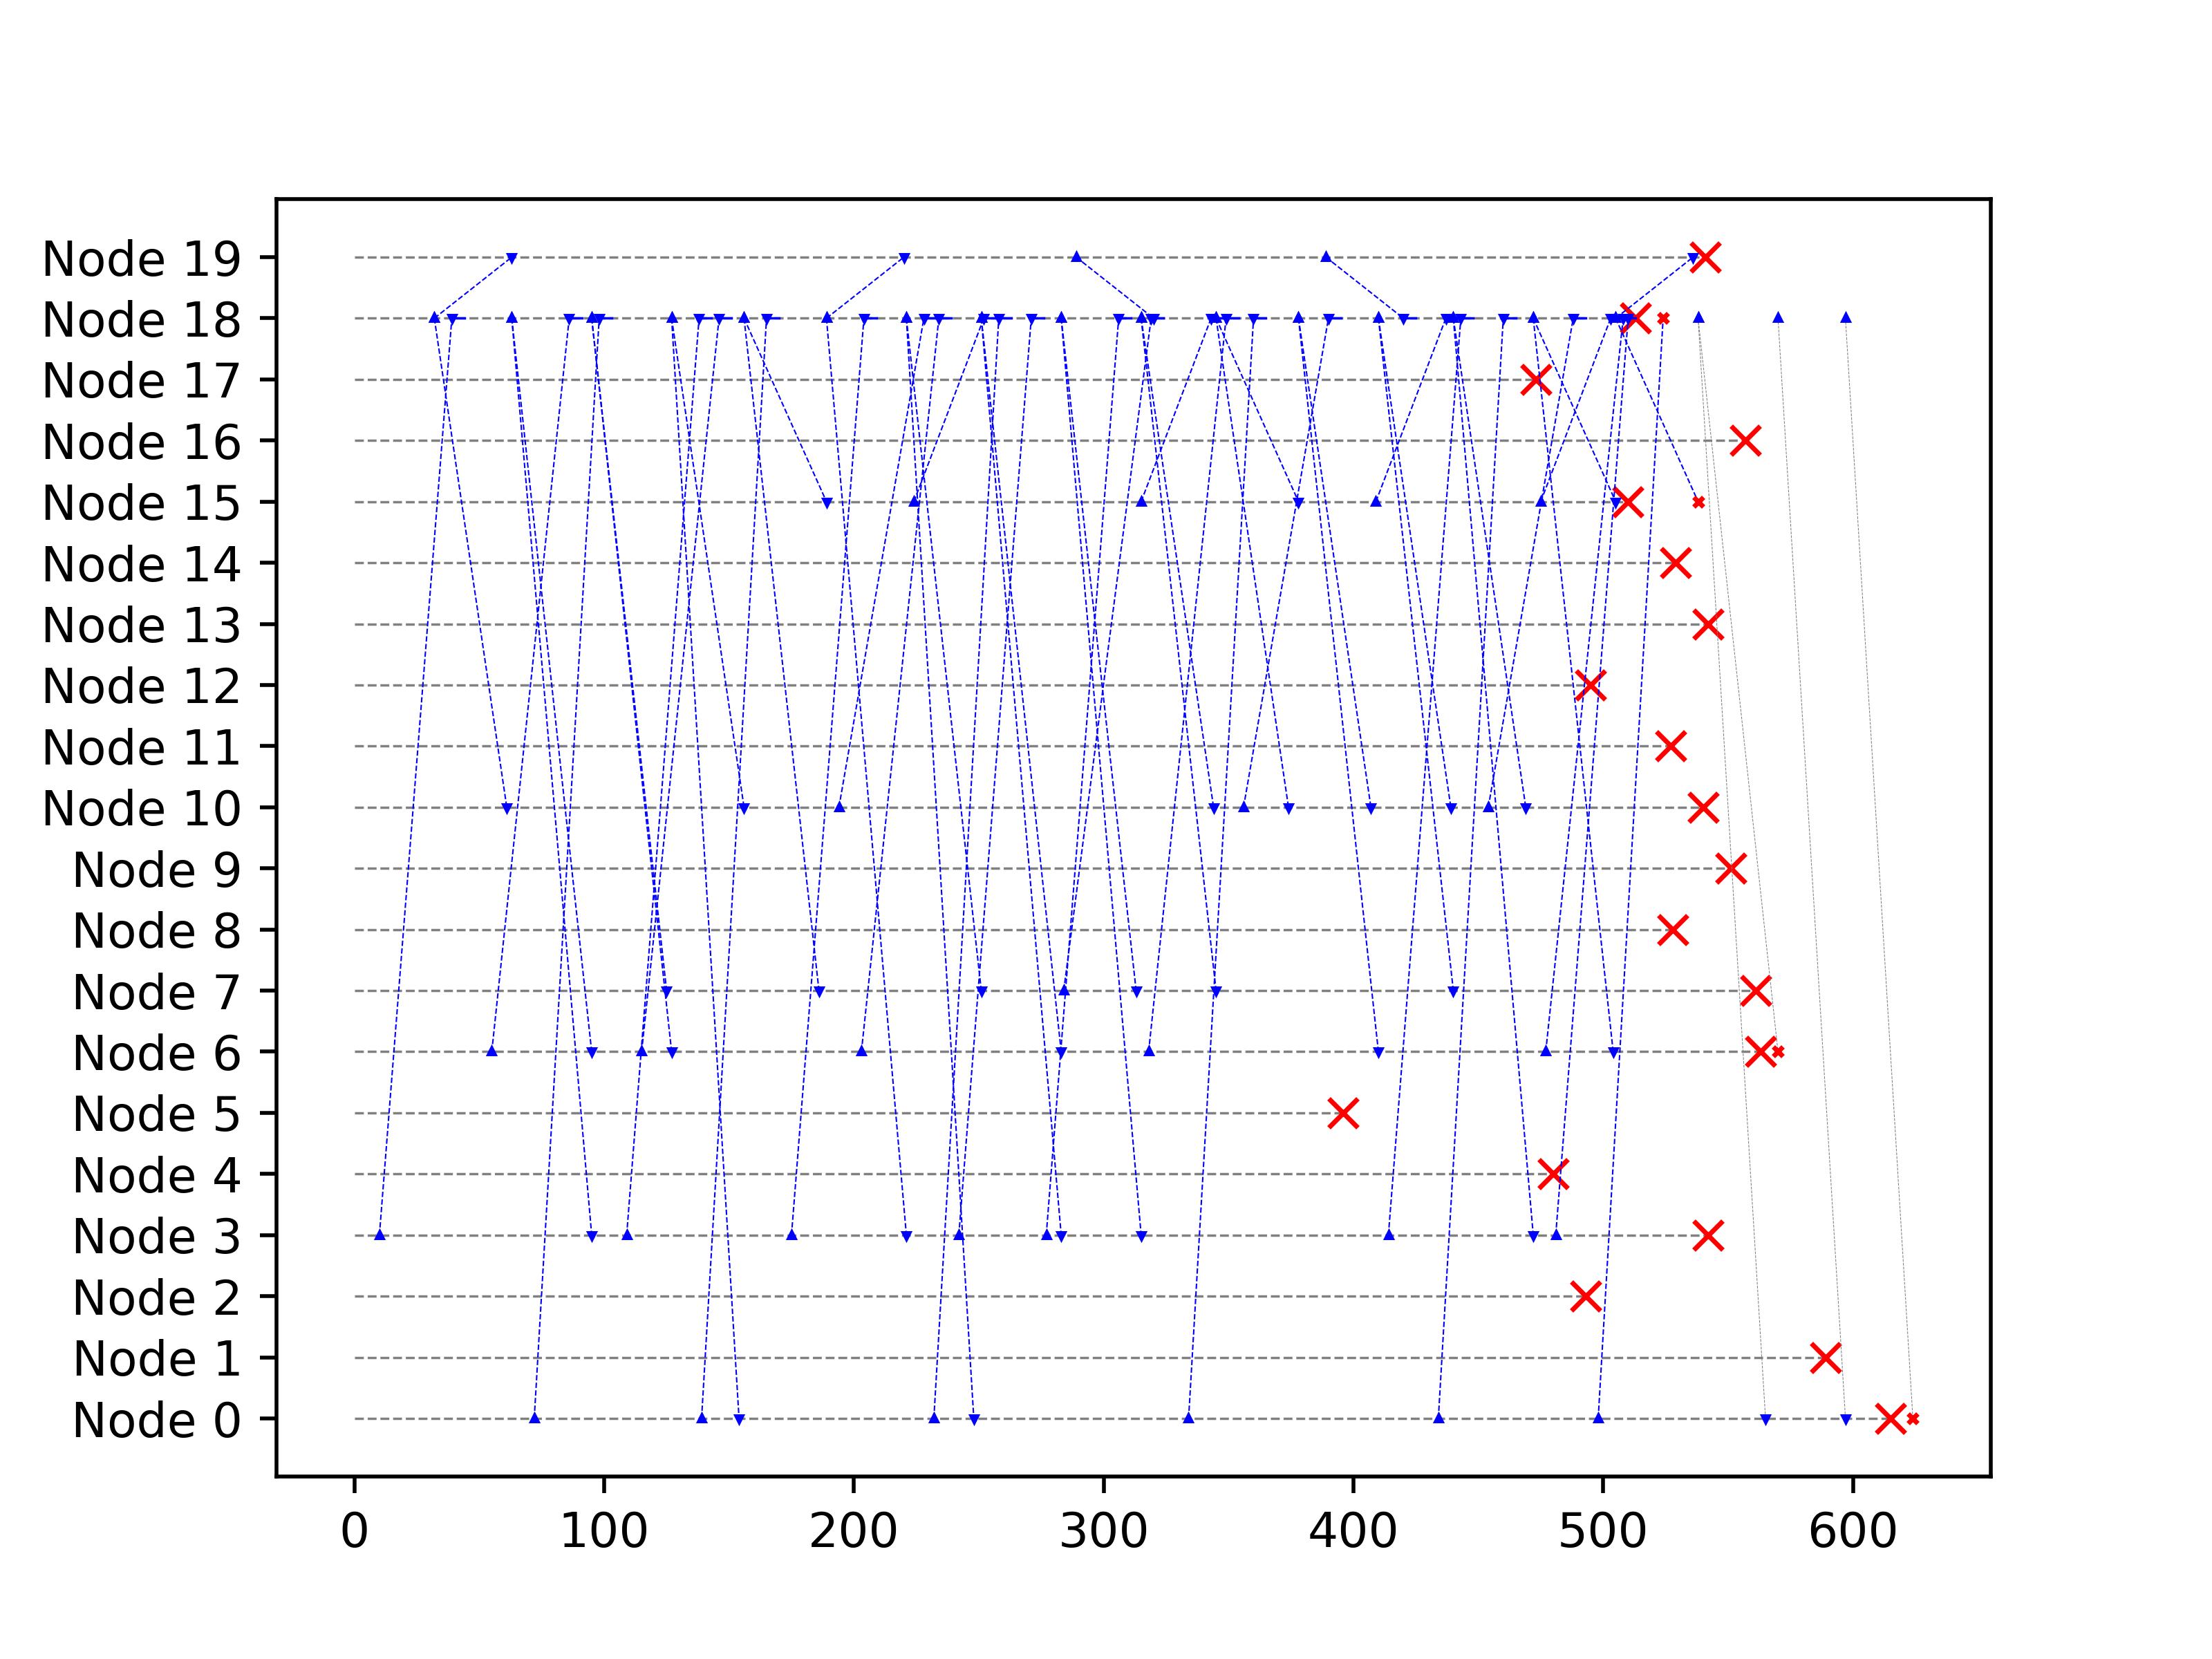 Node 19
Node 18
Node 17
Node 16
Node 15
Node 14
Node 13
Node 12
Node 11
Node 10
Node 9
Node 8
Node 7
Node 6
Node 5
Node 4
Node 3
Node 2
Node 1
Node 0
0 100 200 300 400 500 600